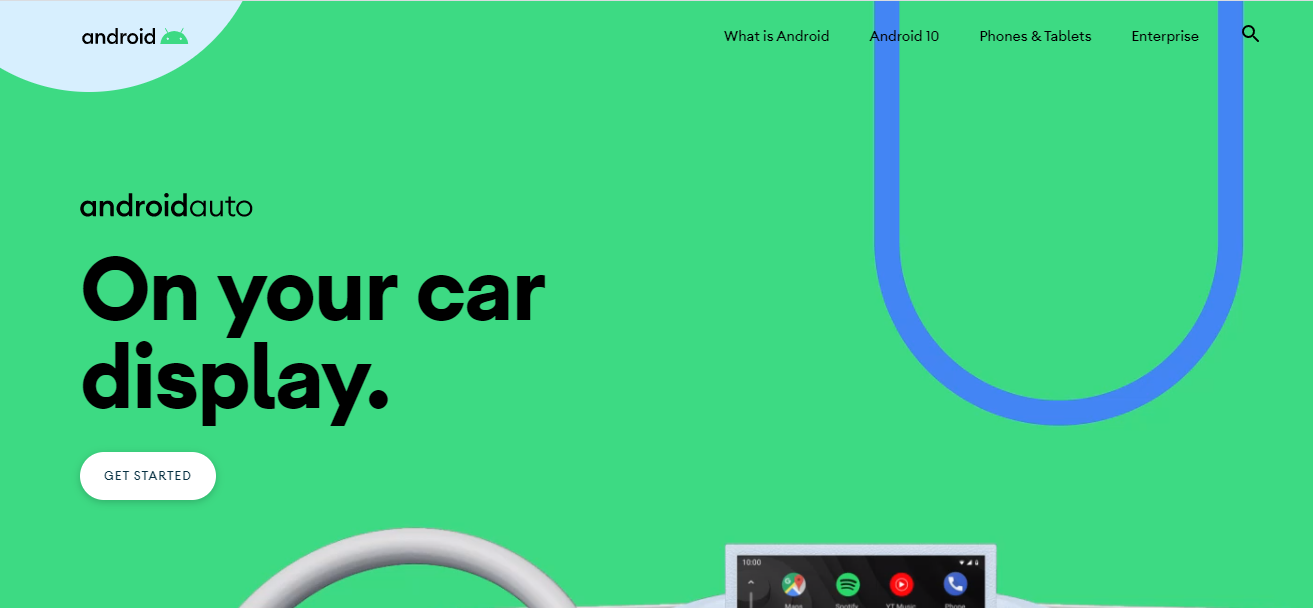 android
What is Android Android 10 Phones & Tablets Enterprise
androidauto
On your car
display.
GET STARTED
10:00
Maps Spotify YT Music Phone